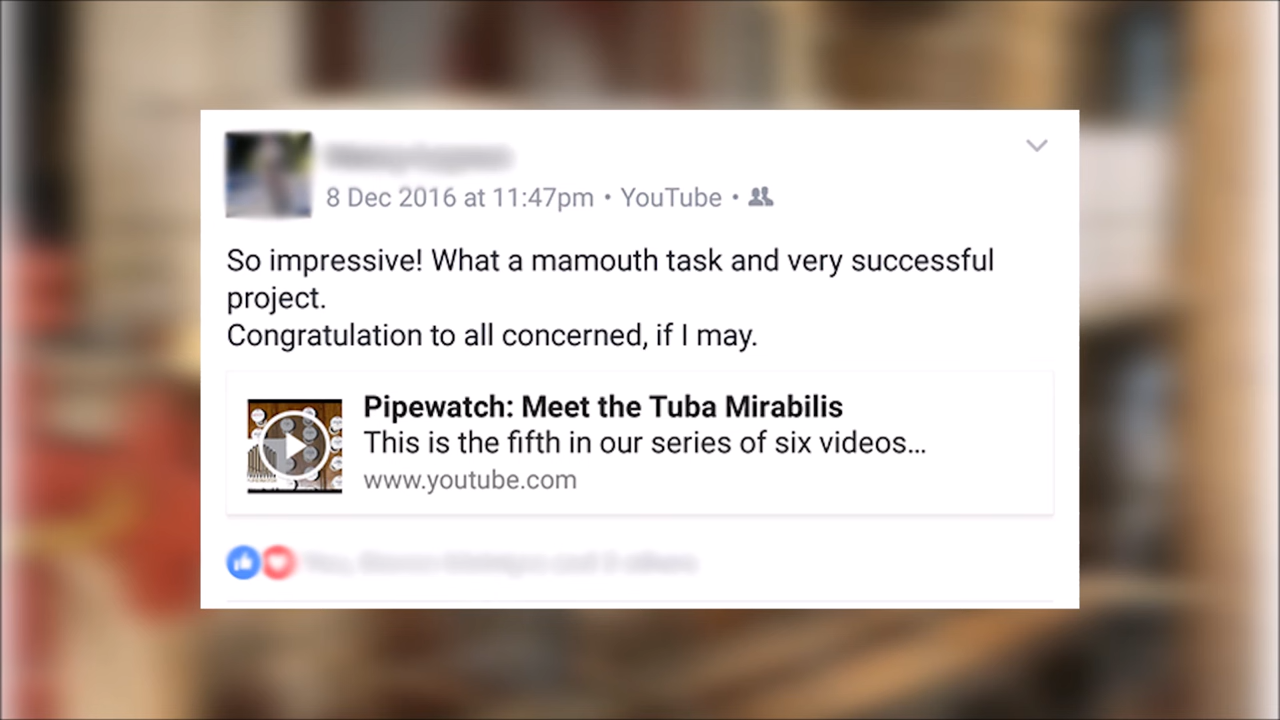 8 Dec 2016 at 11:47pm • YouTube •
So impressive! What a mamouth task and very successful
project.
Congratulation to all concerned, if I may.
Pipewatch: Meet the Tuba Mirabilis
This is the fifth in our series of six videos...
www.youtube.com